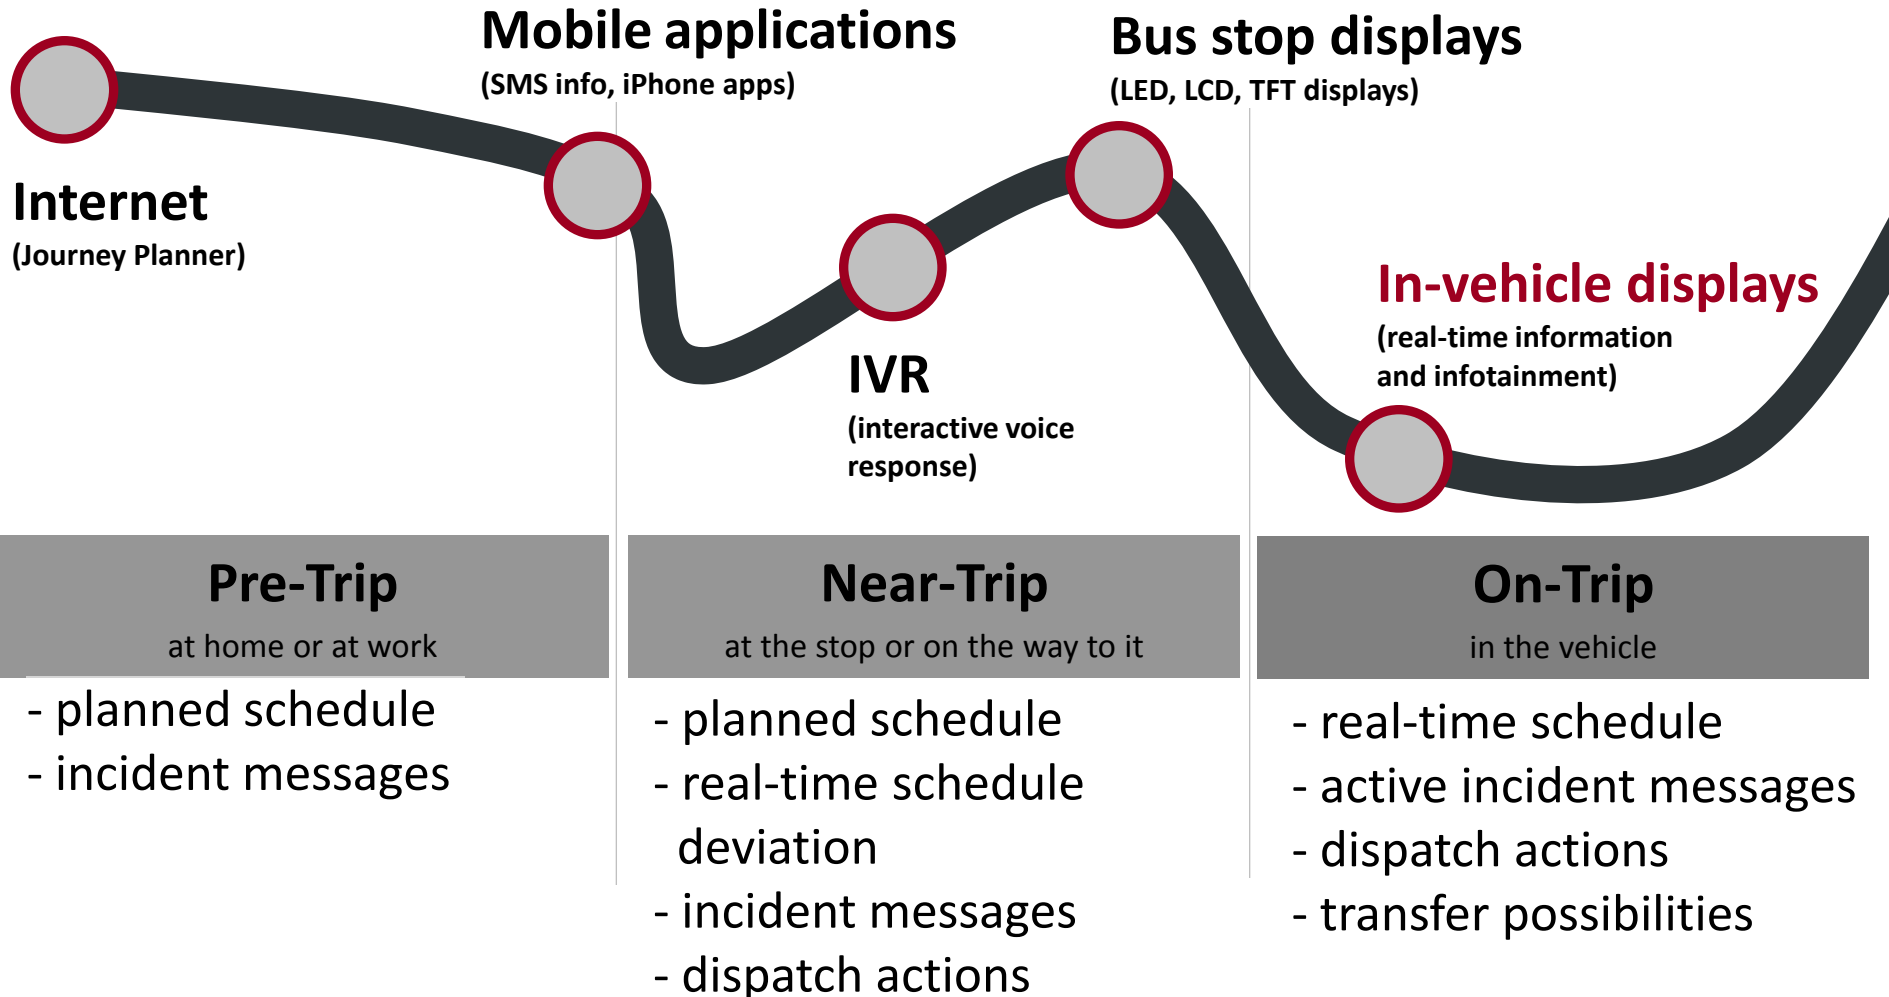 Mobile applications
(SMS info, iPhone apps)
Bus stop displays
(LED, LCD, TFT displays)
Internet
(Journey Planner)
In-vehicle displays
(real-time information
and infotainment)
IVR
(interactive voice
response)
Pre-Trip
at home or at work
- planned schedule
- incident messages
Near-Trip
at the stop or on the way to it
- planned schedule
- real-time schedule
deviation
- incident messages
- dispatch actions
On-Trip
in the vehicle
- real-time schedule
- active incident messages
- dispatch actions
- transfer possibilities